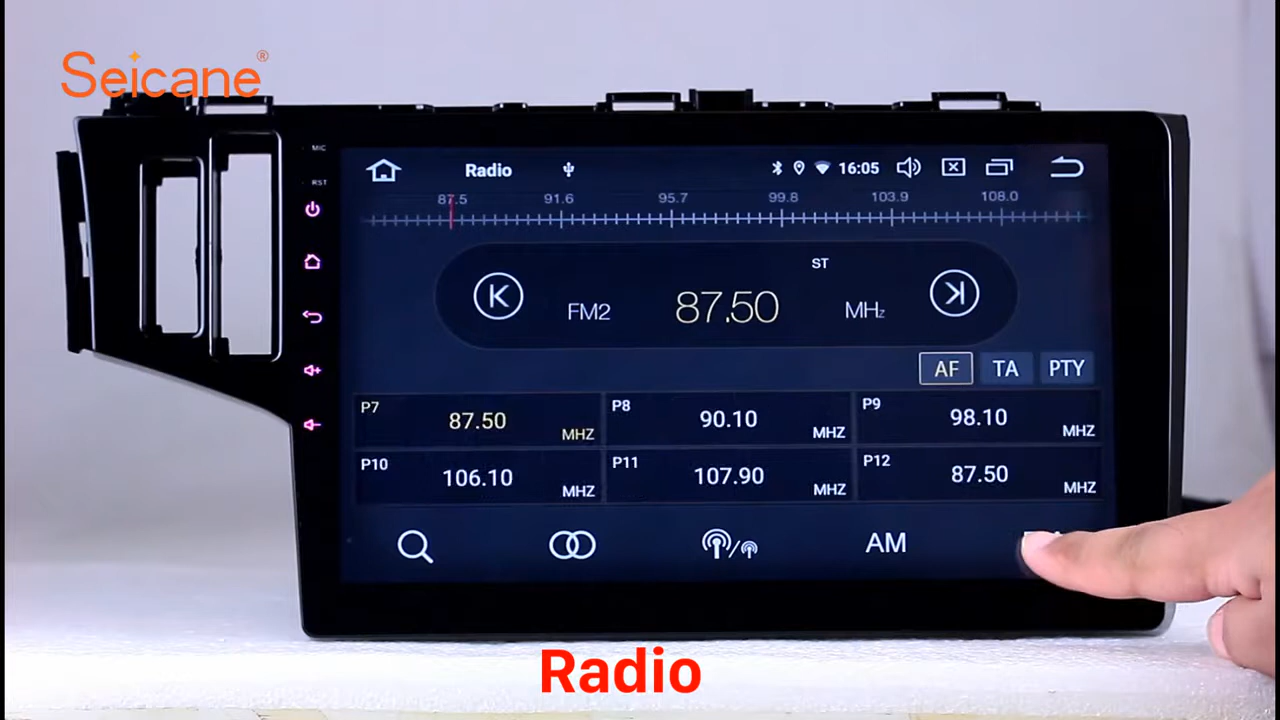 Seicane®
MIC
RST
Radio 16:05
87.5 91.6 95.7 99.8 103.9 108.0
ST
FM2 87.50 MHz
AF TA PTY
P7 87.50 MHZ P8 90.10 MHZ P9 98.10 MHZ
P10 106.10 MHZ P11 107.90 MHZ P12 87.50 MHZ
AM
Radio